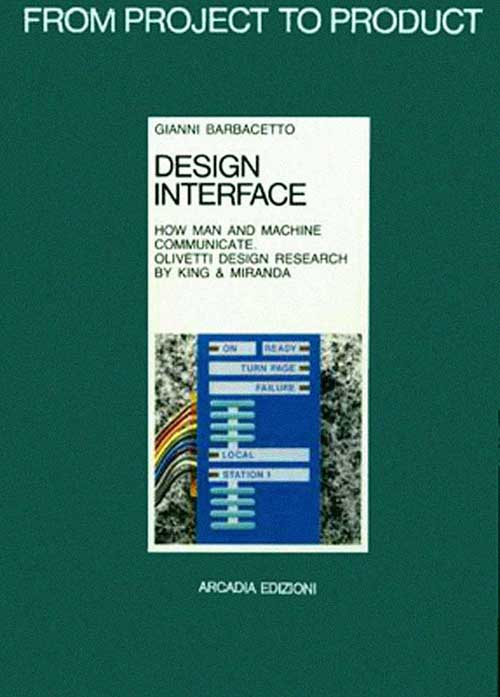 FROM PROJECT TO PRODUCT
GIANNI BARBACETTO
DESIGN
INTERFACE
HOW MAN AND MACHINE
COMMUNICATE.
OLIVETTI DESIGN RESEARCH
BY KING & MIRANDA
ON READY
TURN PAGE
FAILURE
LOCAL
STATION 1
ARCADIA EDIZIONI